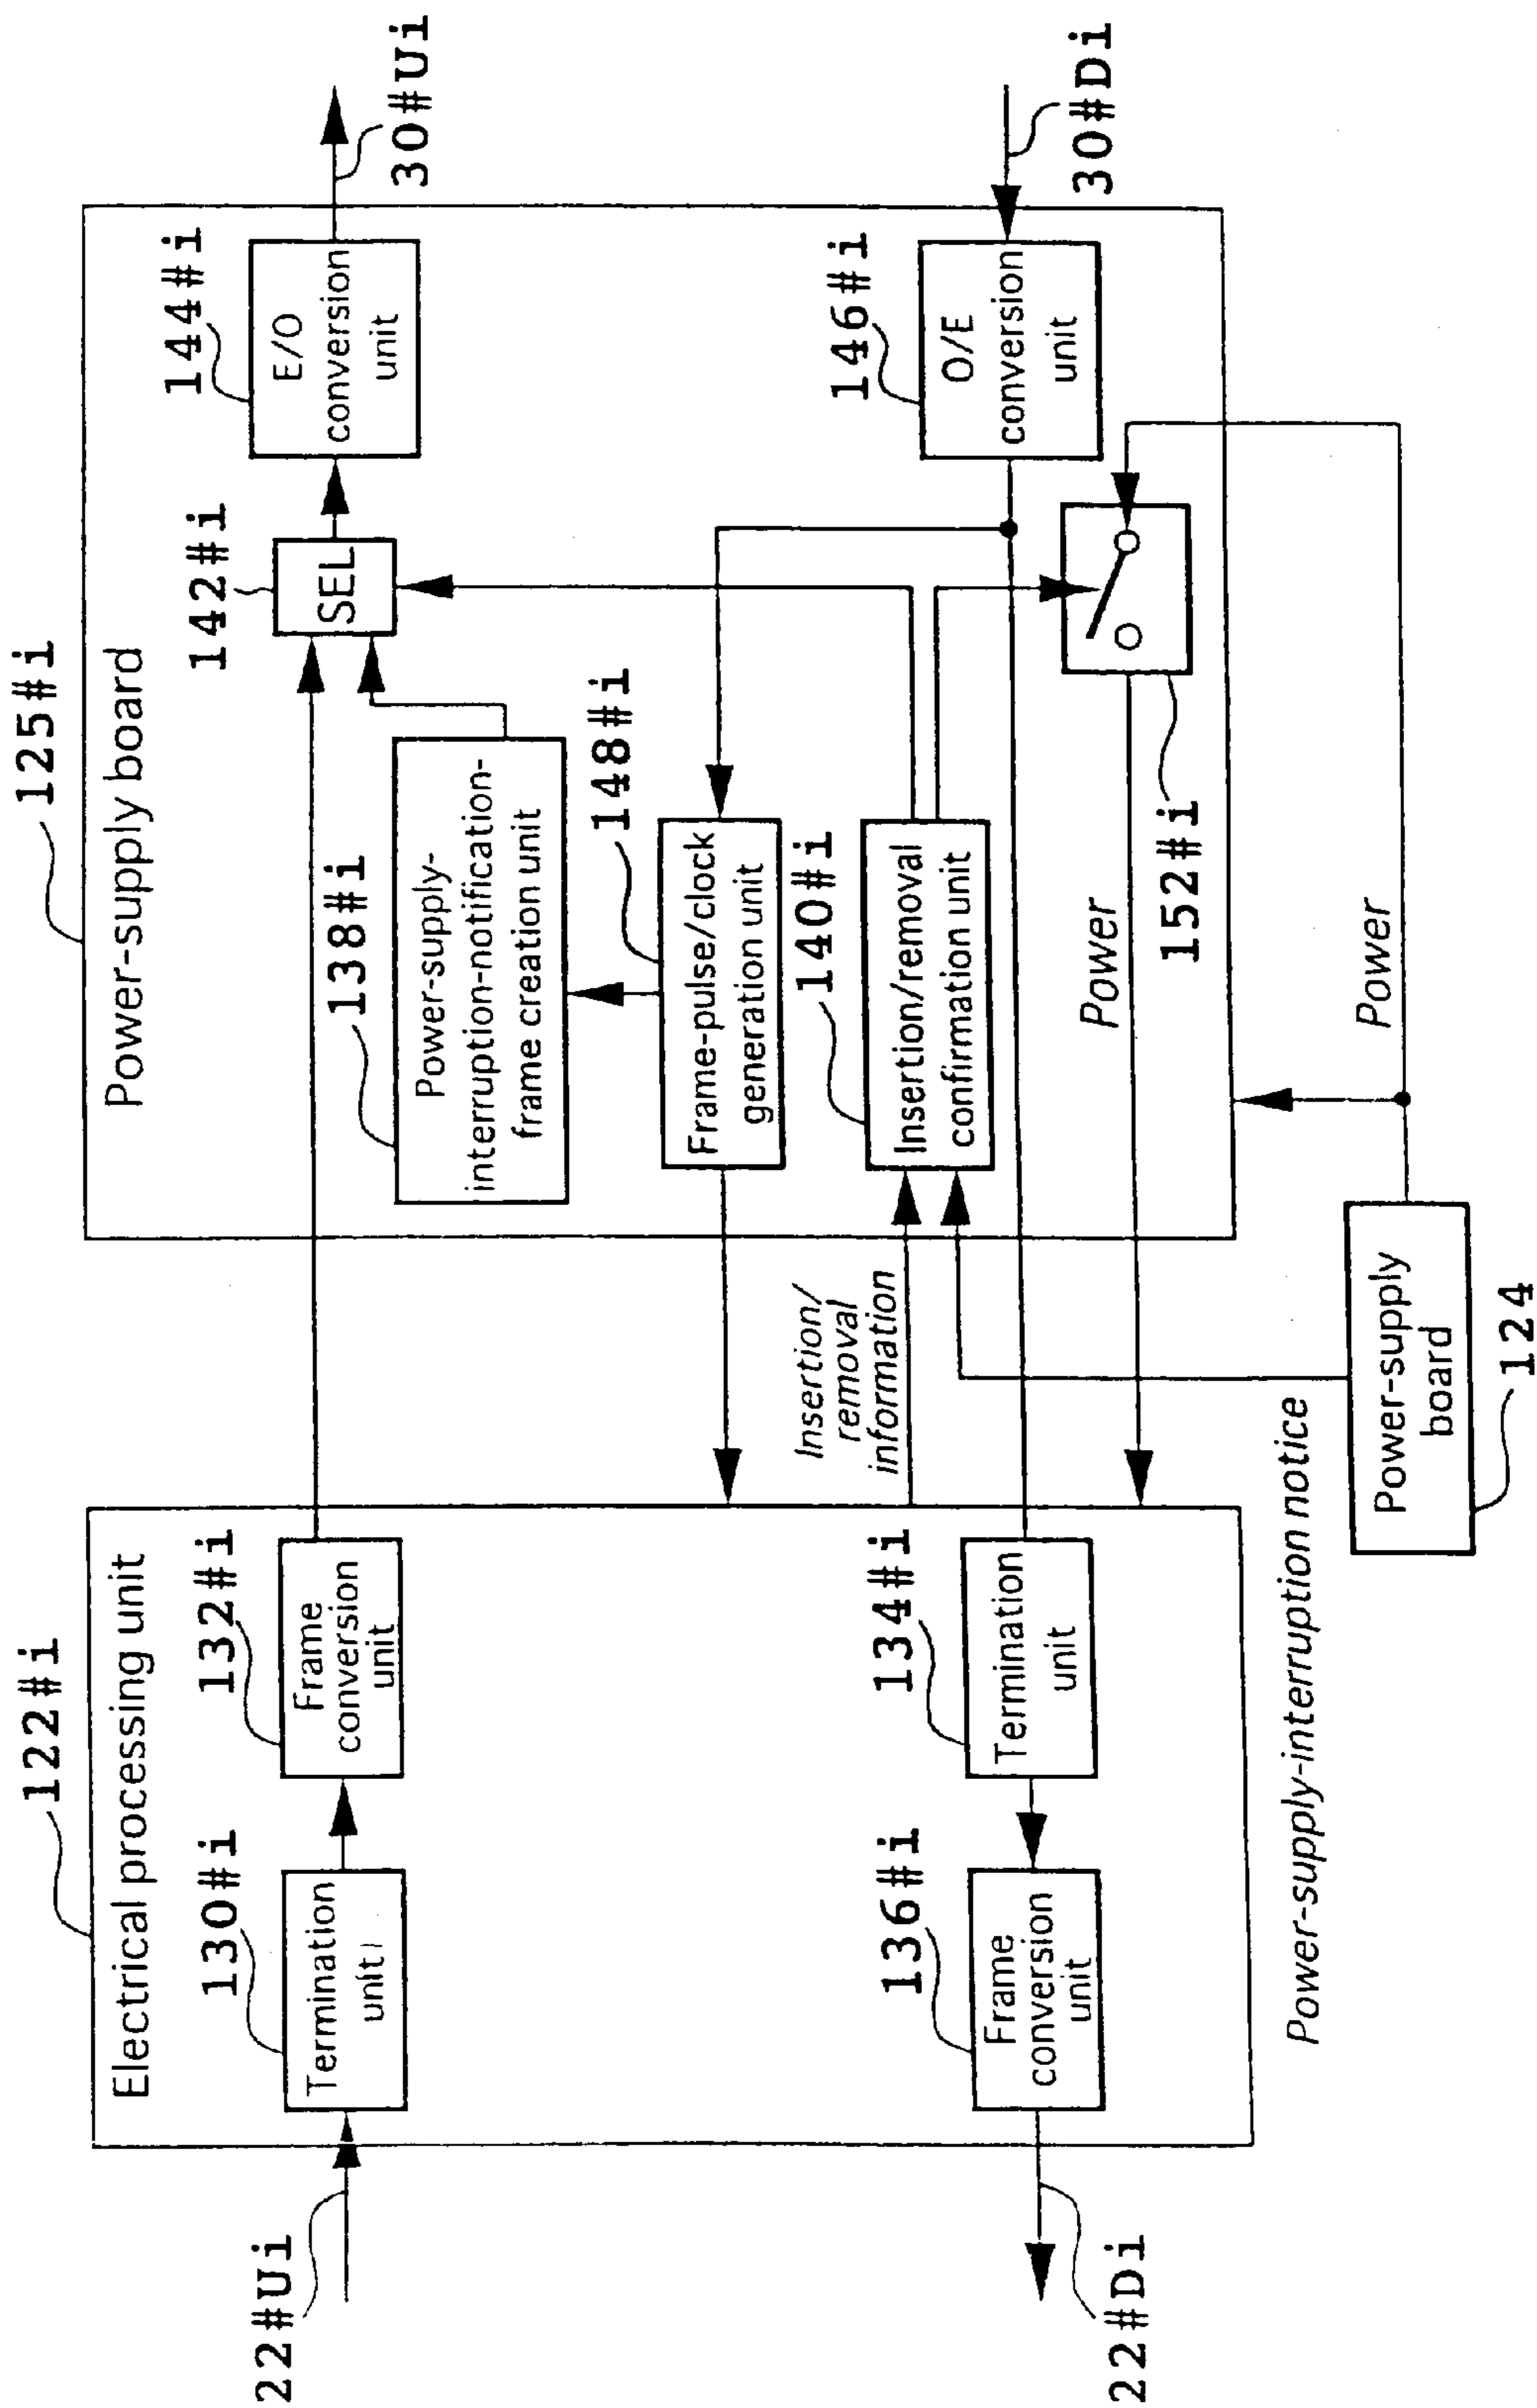 125#i
Power-supply board
122#i
Electrical processing unit
22#Ui
130#i
Termination
unit
132#i
Frame
conversion
unit
142#i
SEL
144#i
E/O
conversion
unit
30#Ui
138#i
Power-supply-
interruption-notification-
frame creation unit
148#i
Frame-pulse/clock
generation unit
140#i
Insertion/removal
confirmation unit
Insertion/
removal
information
22#Di
136#i
Frame
conversion
unit
134#i
Termination
unit
146#i
O/E
conversion
unit
30#Di
Power
152#i
Power-supply-interruption notice
Power-supply
board
124
Power